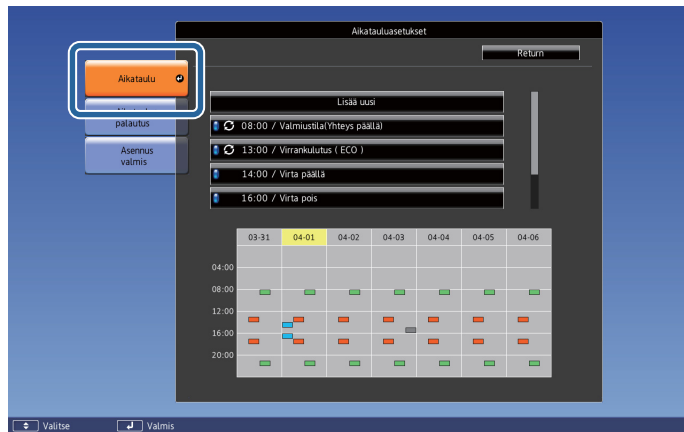 Aikatauluasetukset
Return
Aikataulu
palautus
Asennus
valmis
Lisää uusi
08:00 / Valmiustila(Yhteys päällä)
13:00 / Virrankulutus ( ECO )
14:00 / Virta päällä
16:00 / Virta pois
03-31 04-01 04-02 04-03 04-04 04-05 04-06
04:00
08:00
12:00
16:00
20:00
Valitse Valmis